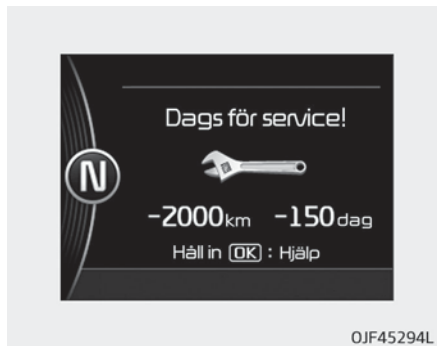 Dags för service!
N
-2000km -150dag
Håll in OK : Hjälp
OJF45294L